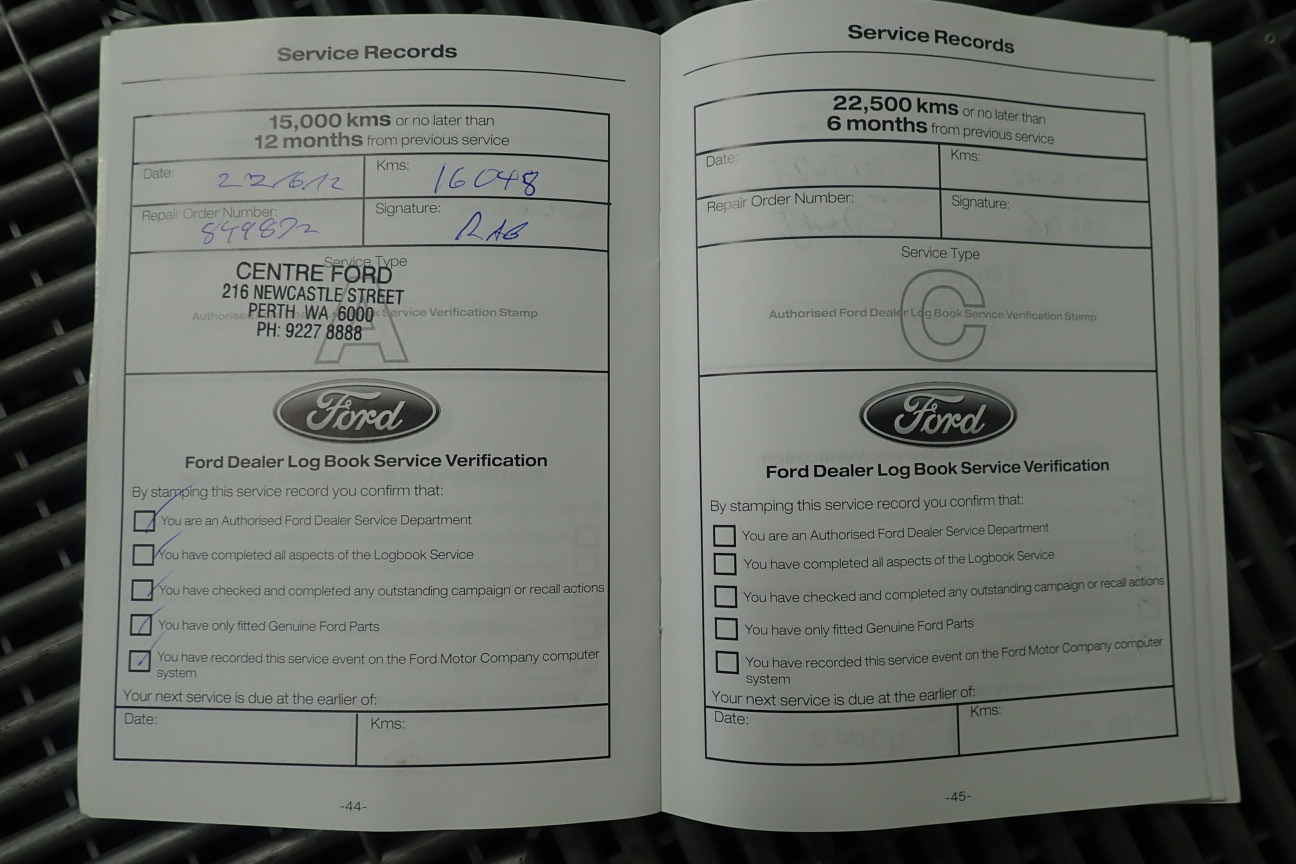 Service Records
15,000 kms or no later than
12 months from previous service
Date: 22/6/12 Kms: 16048
Repair Order Number: 849872 Signature: RAG
Service Type
A
Authorised Ford Dealer Log Book Service Verification Stamp
CENTRE FORD
216 NEWCASTLE STREET
PERTH WA 6000
PH: 9227 8888
Ford
Ford Dealer Log Book Service Verification
By stamping this service record you confirm that:
You are an Authorised Ford Dealer Service Department
You have completed all aspects of the Logbook Service
You have checked and completed any outstanding campaign or recall actions
You have only fitted Genuine Ford Parts
You have recorded this service event on the Ford Motor Company computer
system
Your next service is due at the earlier of:
Date: Kms:
-44-
Service Records
22,500 kms or no later than
6 months from previous service
Date: Kms:
Repair Order Number: Signature:
Service Type
C
Authorised Ford Dealer Log Book Service Verification Stamp
Ford
Ford Dealer Log Book Service Verification
By stamping this service record you confirm that:
You are an Authorised Ford Dealer Service Department
You have completed all aspects of the Logbook Service
You have checked and completed any outstanding campaign or recall actions
You have only fitted Genuine Ford Parts
You have recorded this service event on the Ford Motor Company computer
system
Your next service is due at the earlier of:
Date: Kms:
-45-